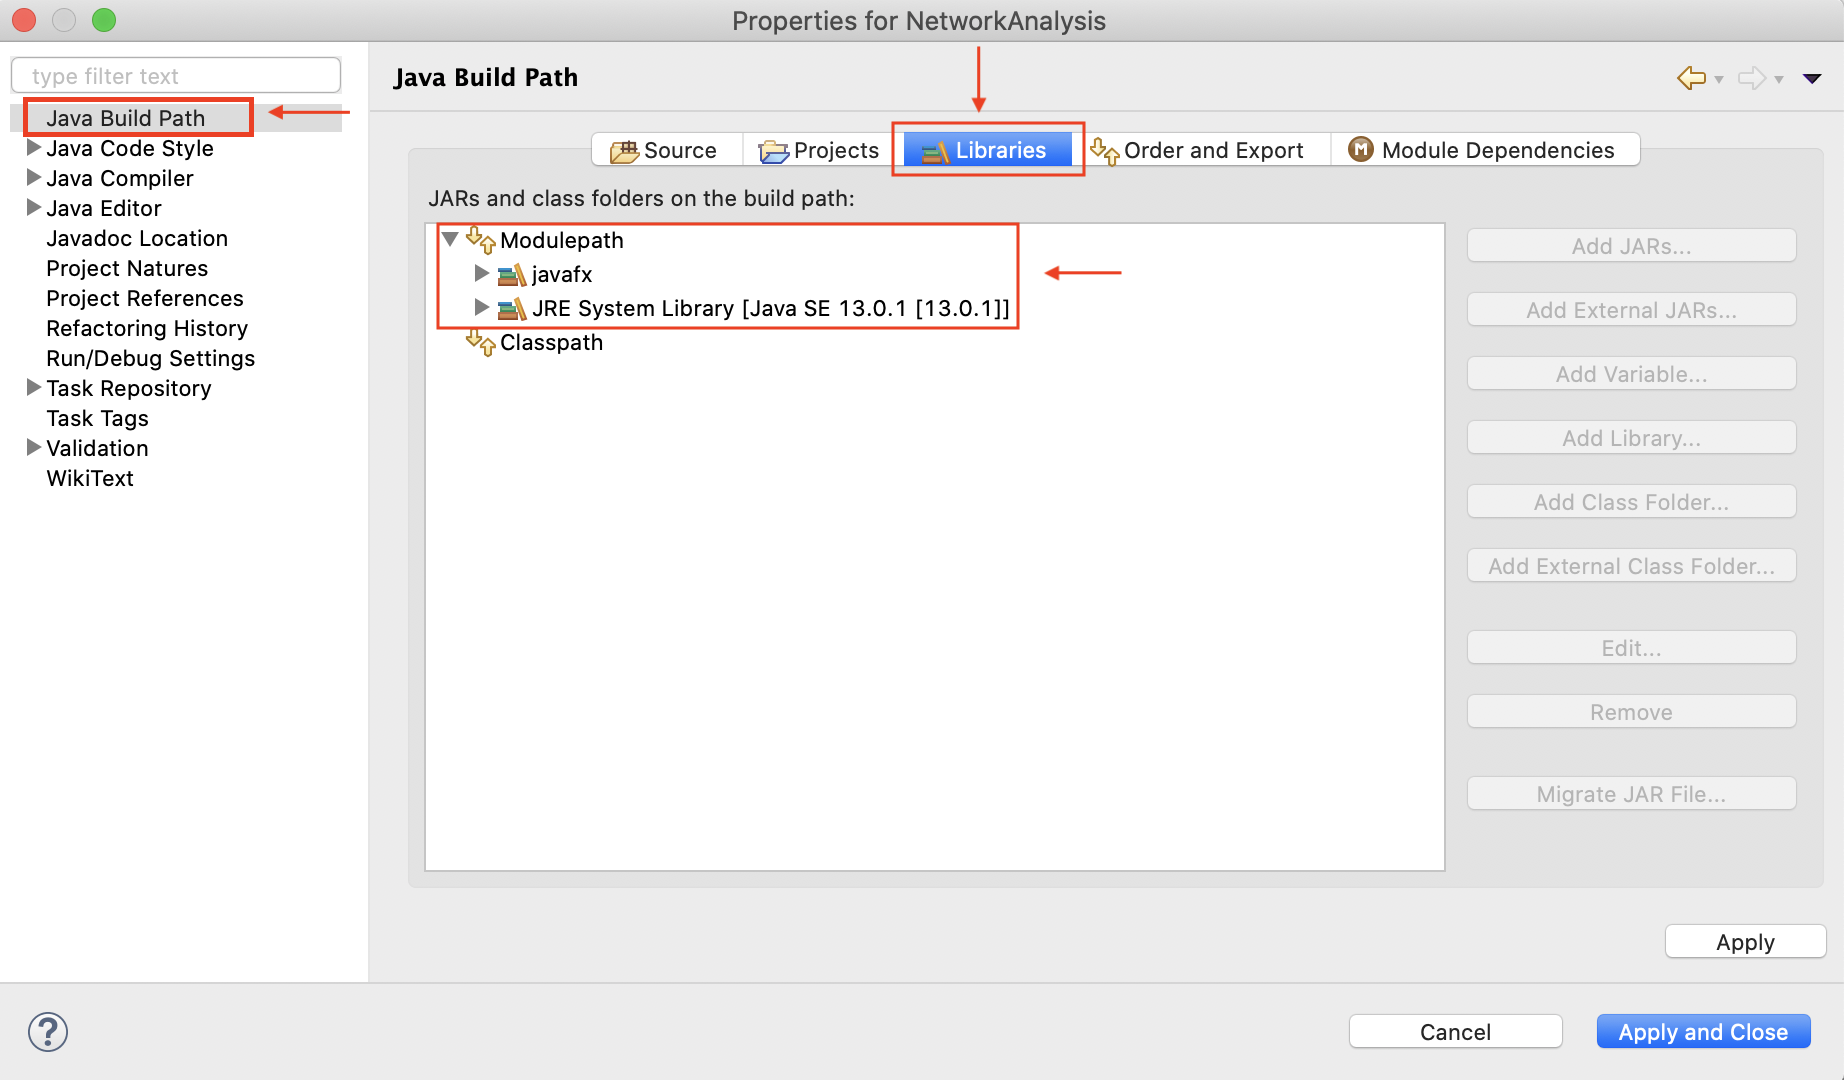 Properties for NetworkAnalysis
type filter text
Java Build Path
Java Code Style
Java Compiler
Java Editor
Javadoc Location
Project Natures
Project References
Refactoring History
Run/Debug Settings
Task Repository
Task Tags
Validation
WikiText
Java Build Path
Source Projects Libraries Order and Export M Module Dependencies
JARs and class folders on the build path:
Modulepath
javafx
JRE System Library [Java SE 13.0.1 [13.0.1]]
Classpath
Add JARs...
Add External JARs...
Add Variable...
Add Library...
Add Class Folder...
Add External Class Folder...
Edit...
Remove
Migrate JAR File...
Apply
?
Cancel Apply and Close